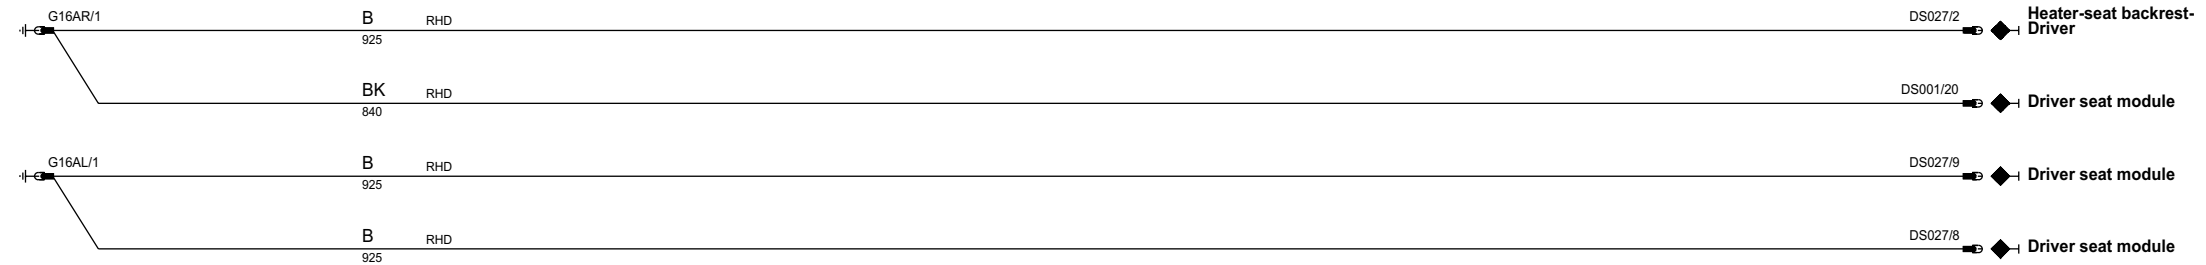 G16AR/1 B RHD DS027/2 Heater-seat backrest-
Driver
925
BK RHD DS001/20 Driver seat module
840
G16AL/1 B RHD DS027/9 Driver seat module
925
B RHD DS027/8 Driver seat module
925